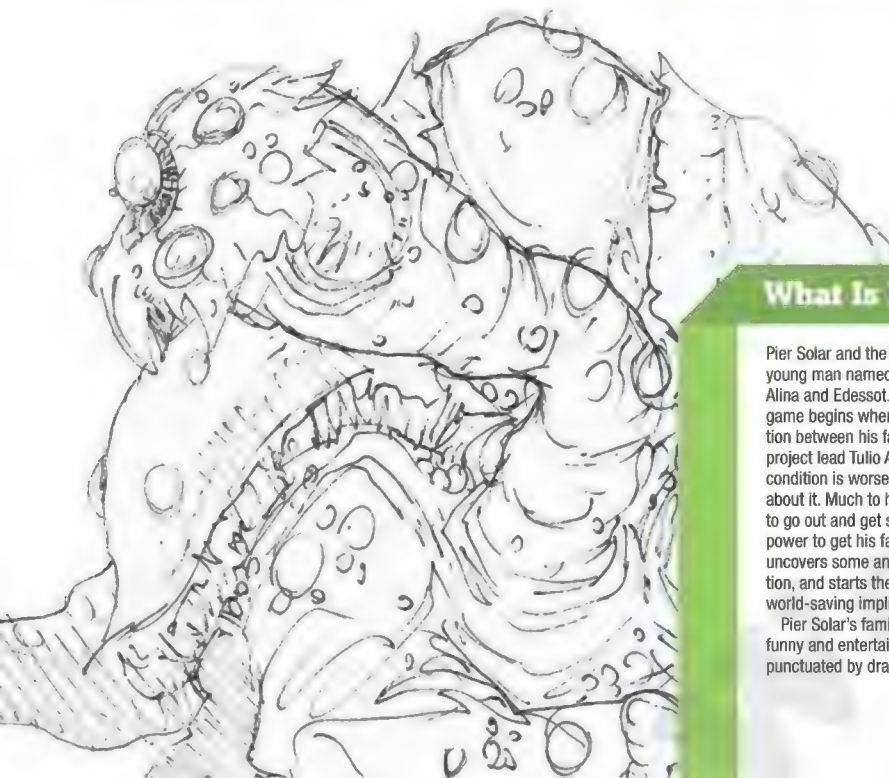 What Is
Pier Solar and the
young man named
Alina and Edessot.
game begins wher
tion between his fa
project lead Tulio A
condition is worse
about it. Much to h
to go out and get s
power to get his fa
uncovers some an
tion, and starts the
world-saving impli
Pier Solar's famil
funny and entertai
punctuated by dra